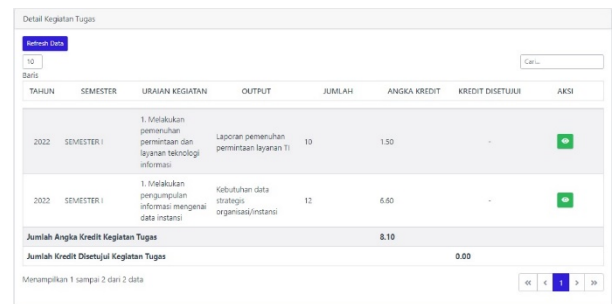 Detail Kegiatan Tugas
Refresh Data
10
Cari...
Baris
TAHUN SEMESTER URAIAN KEGIATAN OUTPUT JUMLAH ANGKA KREDIT KREDIT DISETUJUI AKSI
2022 SEMESTER I 1. Melakukan pemenuhan permintaan dan layanan teknologi informasi Laporan pemenuhan permintaan layanan TI 10 1.50 -
2022 SEMESTER I 1. Melakukan pengumpulan informasi mengenai data instansi Kebutuhan data strategis organisasi/instansi 12 6.60 -
Jumlah Angka Kredit Kegiatan Tugas 8.10
Jumlah Kredit Disetujui Kegiatan Tugas 0.00
Menampilkan 1 sampai 2 dari 2 data
« < 1 > »